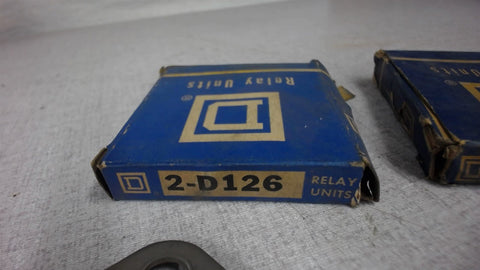 Relay Units
®
D
D
2-D126
RELAY
UNITS
®